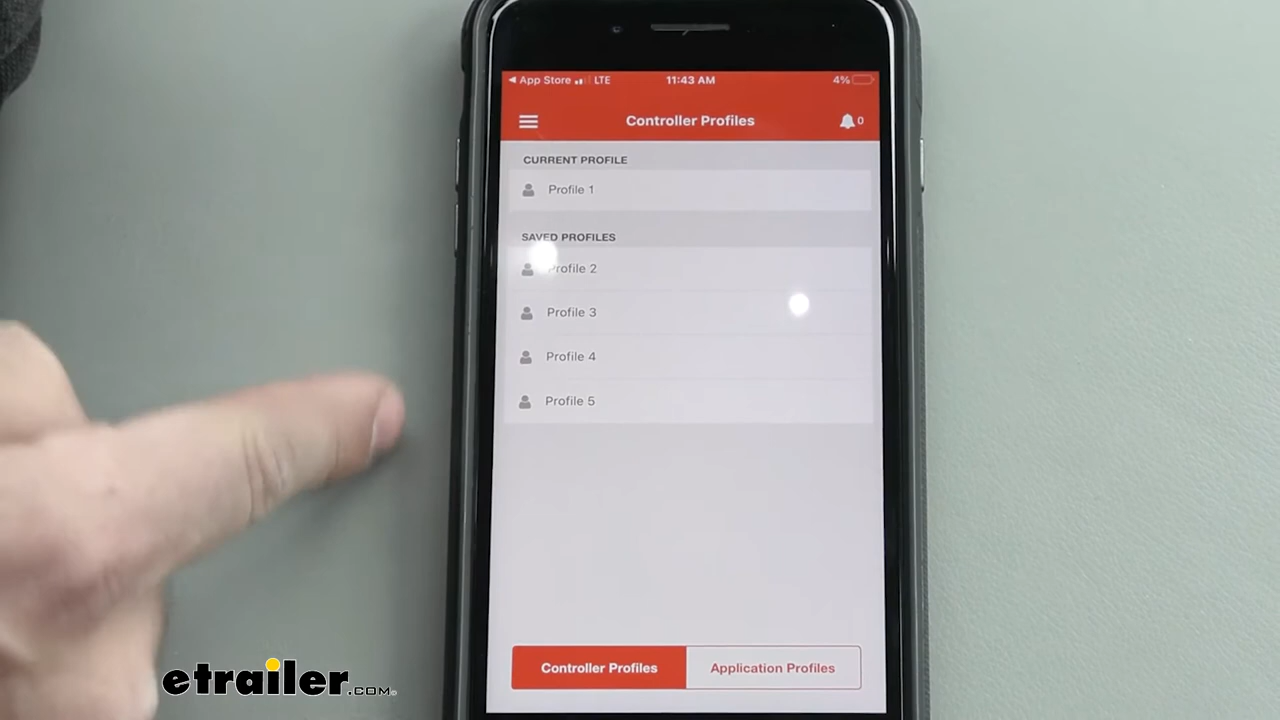 App Store LTE 11:43 AM 4%
Controller Profiles 0
CURRENT PROFILE
Profile 1
SAVED PROFILES
Profile 2
Profile 3
Profile 4
Profile 5
Controller Profiles Application Profiles
etrailer.COM